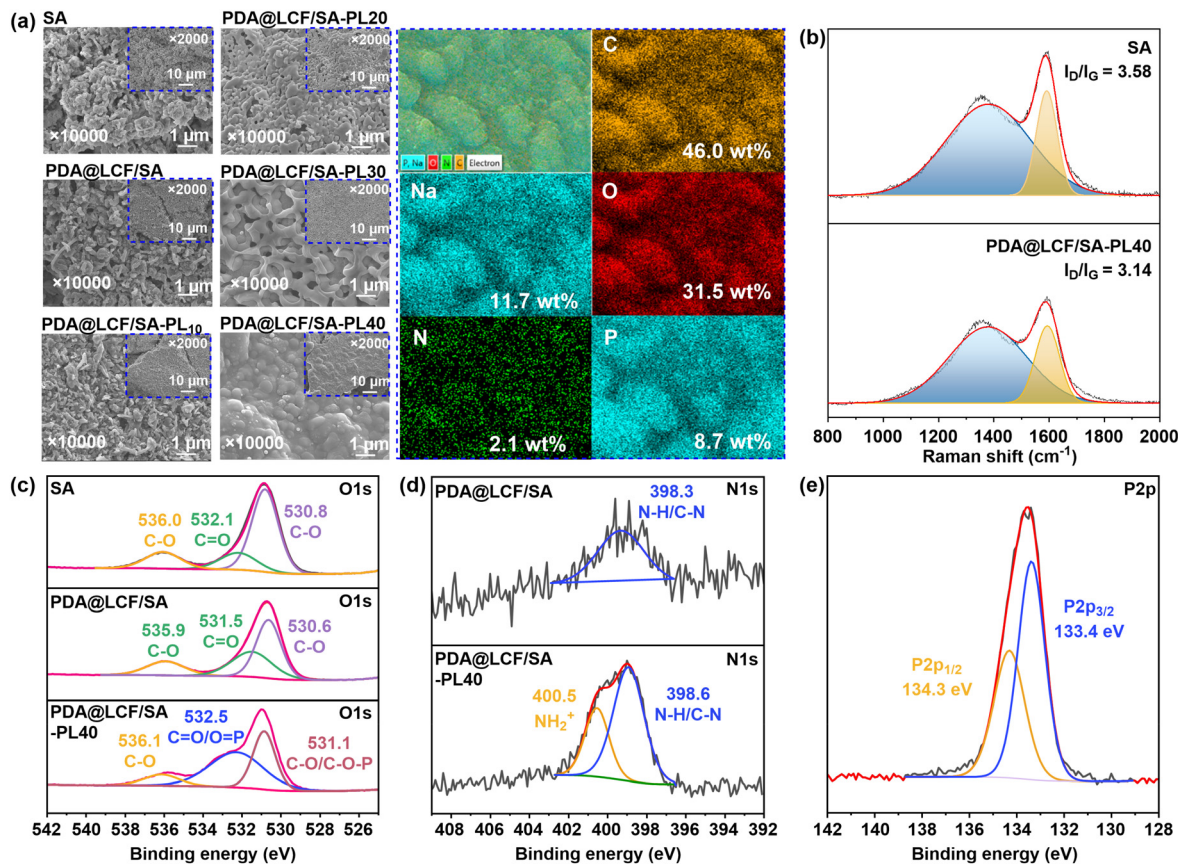 (a)
SA
×2000
10 µm
×10000
1 µm
PDA@LCF/SA-PL20
×2000
10 µm
×10000
1 µm
PDA@LCF/SA
×2000
10 µm
×10000
1 µm
PDA@LCF/SA-PL30
×2000
10 µm
×10000
1 µm
PDA@LCF/SA-PL₁₀
×2000
10 µm
×10000
1 µm
PDA@LCF/SA-PL40
×2000
10 µm
×10000
1 µm
P, Na O N C Electron
C
46.0 wt%
Na
11.7 wt%
O
31.5 wt%
N
2.1 wt%
P
8.7 wt%
(b)
SA
I_D/I_G = 3.58
PDA@LCF/SA-PL40
I_D/I_G = 3.14
800 1000 1200 1400 1600 1800 2000
Raman shift (cm⁻¹)
(c)
SA
O1s
536.0
C-O
532.1
C=O
530.8
C-O
PDA@LCF/SA
O1s
535.9
C-O
531.5
C=O
530.6
C-O
PDA@LCF/SA
-PL40
O1s
536.1
C-O
532.5
C=O/O=P
531.1
C-O/C-O-P
542 540 538 536 534 532 530 528 526
Binding energy (eV)
(d)
PDA@LCF/SA
N1s
398.3
N-H/C-N
PDA@LCF/SA
-PL40
N1s
400.5
NH₂⁺
398.6
N-H/C-N
408 406 404 402 400 398 396 394 392
Binding energy (eV)
(e)
P2p
P2p₃/₂
133.4 eV
P2p₁/₂
134.3 eV
142 140 138 136 134 132 130 128
Binding energy (eV)